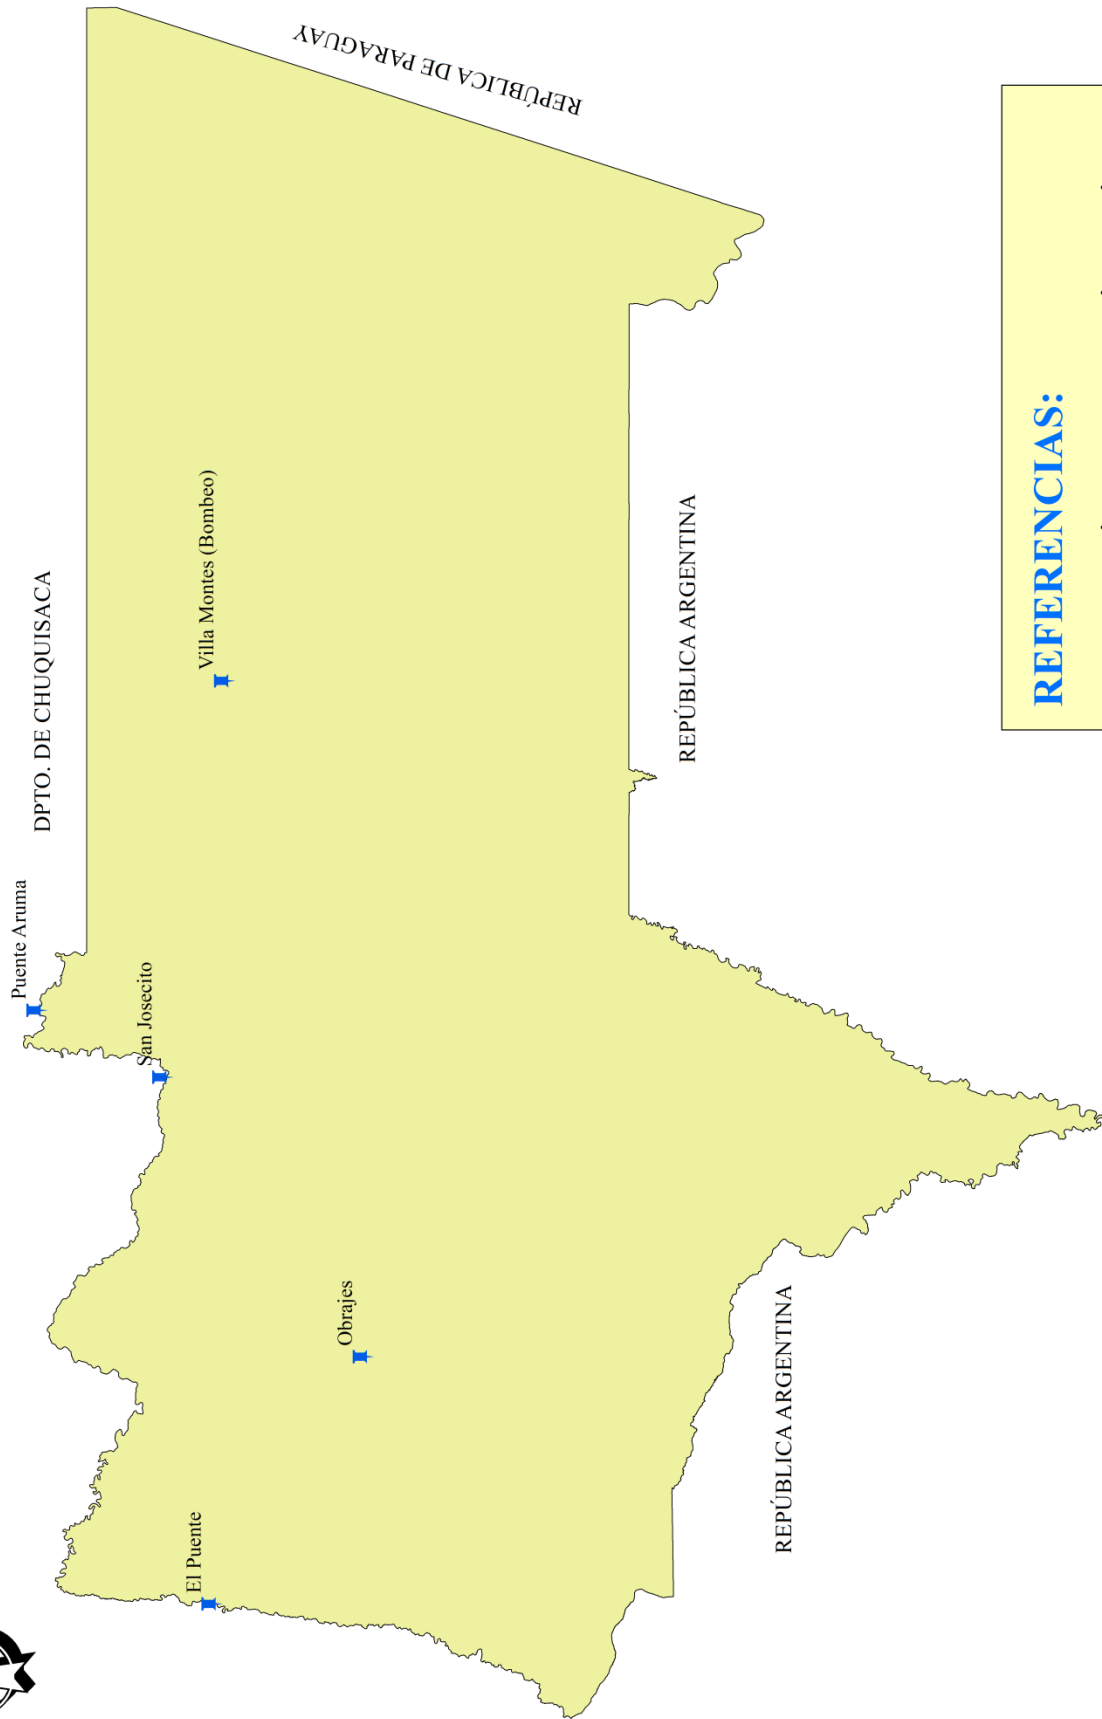 Puente Aruma
DPTO. DE CHUQUISACA
REPÚBLICA DE PARAGUAY
San Josecito
Villa Montes (Bombeo)
El Puente
Obrajes
REPÚBLICA ARGENTINA
REPÚBLICA ARGENTINA
REFERENCIAS: